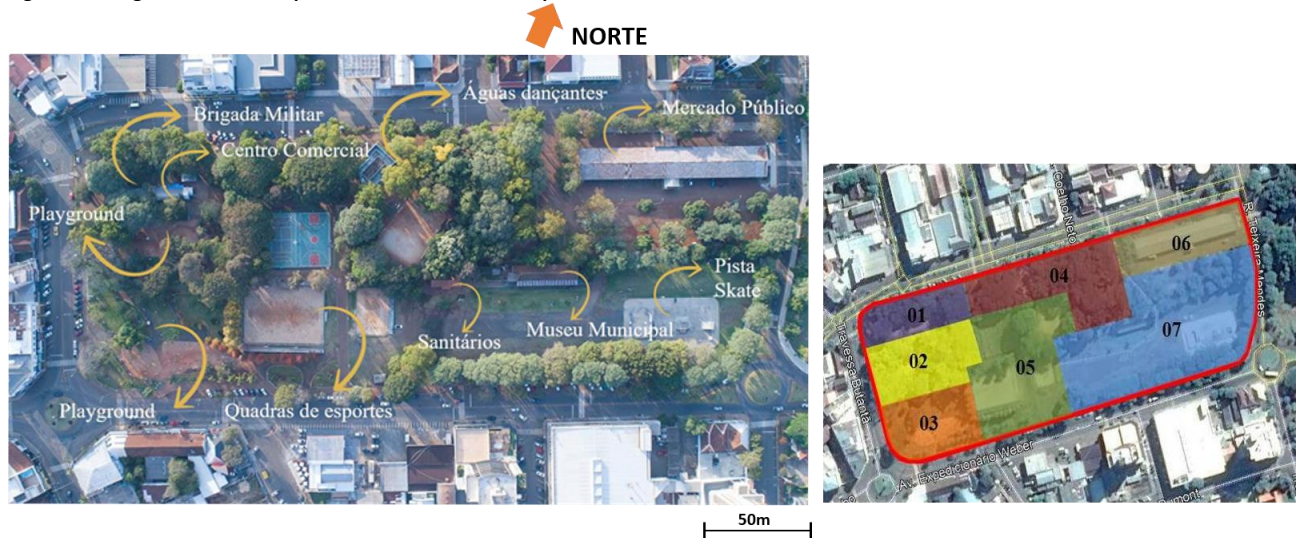 NORTE
Águas dançantes
Brigada Militar
Mercado Público
Centro Comercial
Playground
Pista
Skate
Sanitários
Museu Municipal
Playground
Quadras de esportes
50m
Coelho Neto
R. Teixeira Mendes
06
04
01
07
02
05
03
Travessa Butantã
Av. Expedicionário Weber